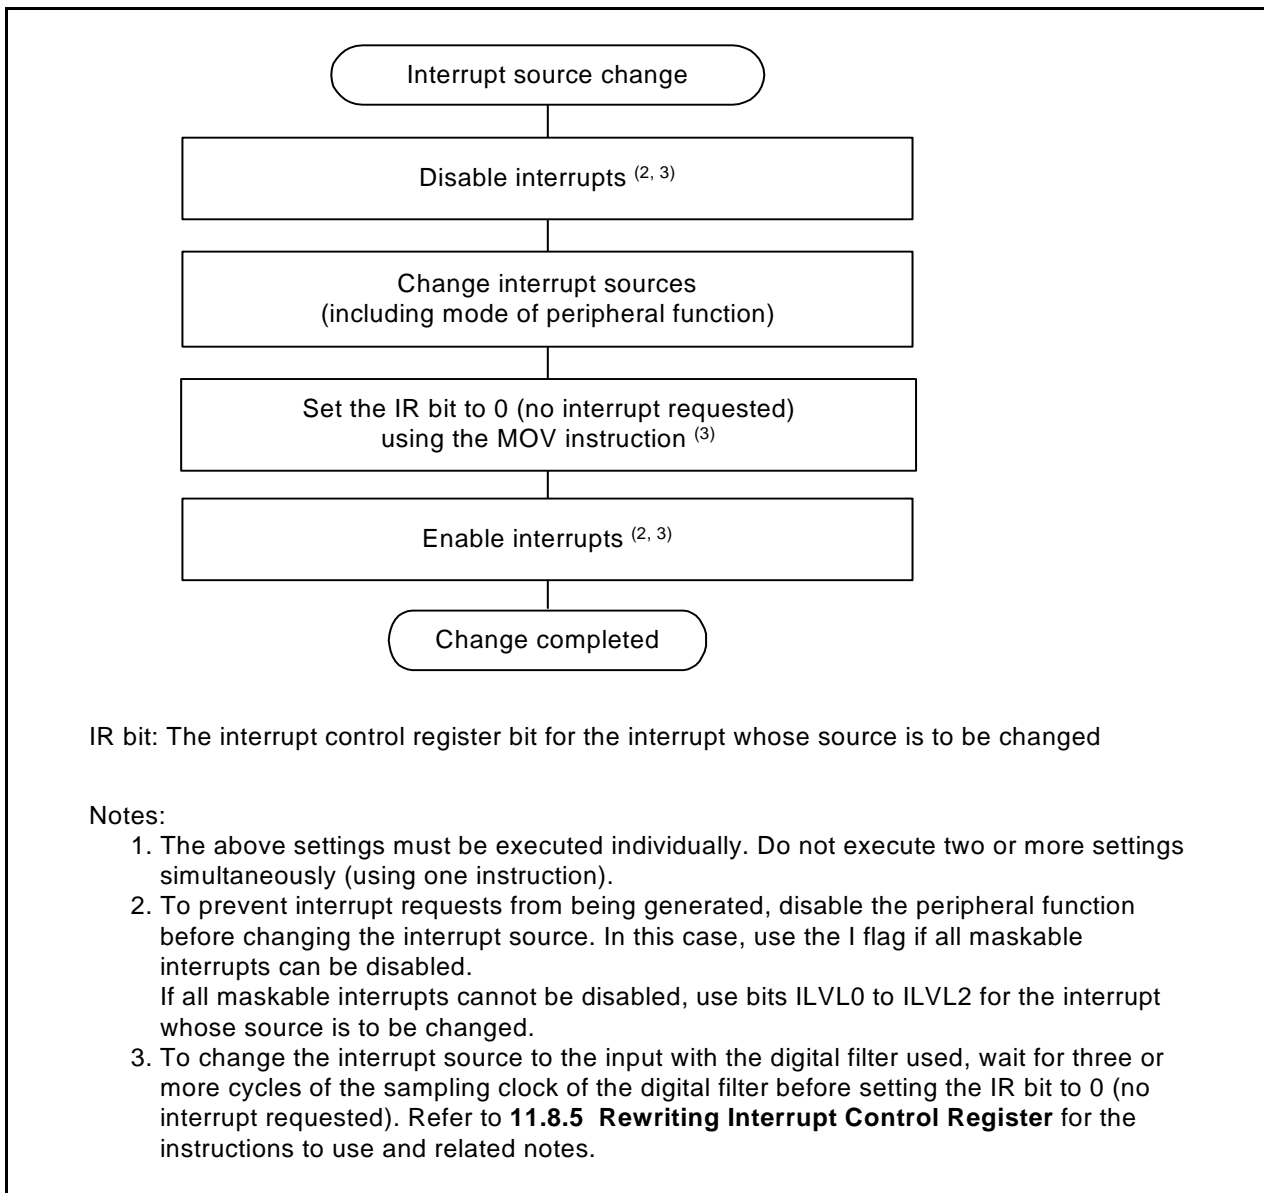 Interrupt source change
Disable interrupts (2, 3)
Change interrupt sources
(including mode of peripheral function)
Set the IR bit to 0 (no interrupt requested)
using the MOV instruction (3)
Enable interrupts (2, 3)
Change completed
IR bit: The interrupt control register bit for the interrupt whose source is to be changed
Notes:
1. The above settings must be executed individually. Do not execute two or more settings
simultaneously (using one instruction).
2. To prevent interrupt requests from being generated, disable the peripheral function
before changing the interrupt source. In this case, use the I flag if all maskable
interrupts can be disabled.
If all maskable interrupts cannot be disabled, use bits ILVL0 to ILVL2 for the interrupt
whose source is to be changed.
3. To change the interrupt source to the input with the digital filter used, wait for three or
more cycles of the sampling clock of the digital filter before setting the IR bit to 0 (no
interrupt requested). Refer to 11.8.5 Rewriting Interrupt Control Register for the
instructions to use and related notes.